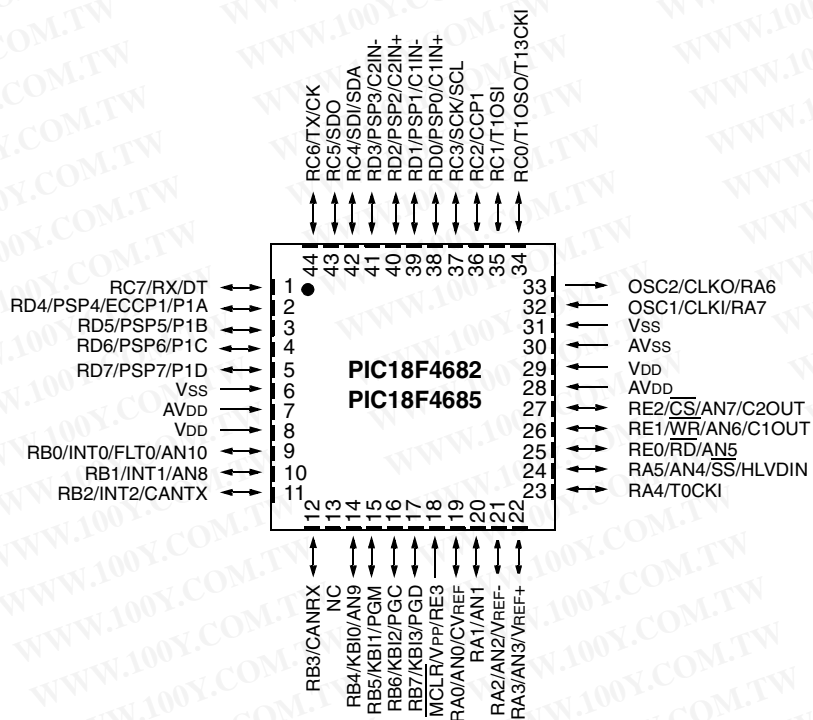 RC6/TX/CK
RC5/SDO
RC4/SDI/SDA
RD3/PSP3/C2IN-
RD2/PSP2/C2IN+
RD1/PSP1/C1IN-
RD0/PSP0/C1IN+
RC3/SCK/SCL
RC2/CCP1
RC1/T1OSI
RC0/T1OSO/T13CKI
44
43
42
41
40
39
38
37
36
35
34
RC7/RX/DT 1
RD4/PSP4/ECCP1/P1A 2
RD5/PSP5/P1B 3
RD6/PSP6/P1C 4
RD7/PSP7/P1D 5
VSS 6
AVDD 7
VDD 8
RB0/INT0/FLT0/AN10 9
RB1/INT1/AN8 10
RB2/INT2/CANTX 11
PIC18F4682
PIC18F4685
33 OSC2/CLKO/RA6
32 OSC1/CLKI/RA7
31 VSS
30 AVSS
29 VDD
28 AVDD
27 RE2/CS/AN7/C2OUT
26 RE1/WR/AN6/C1OUT
25 RE0/RD/AN5
24 RA5/AN4/SS/HLVDIN
23 RA4/T0CKI
12
13
14
15
16
17
18
19
20
21
22
RB3/CANRX
NC
RB4/KBI0/AN9
RB5/KBI1/PGM
RB6/KBI2/PGC
RB7/KBI3/PGD
MCLR/VPP/RE3
RA0/AN0/CVREF
RA1/AN1
RA2/AN2/VREF-
RA3/AN3/VREF+
WWW.100Y.COM.TW